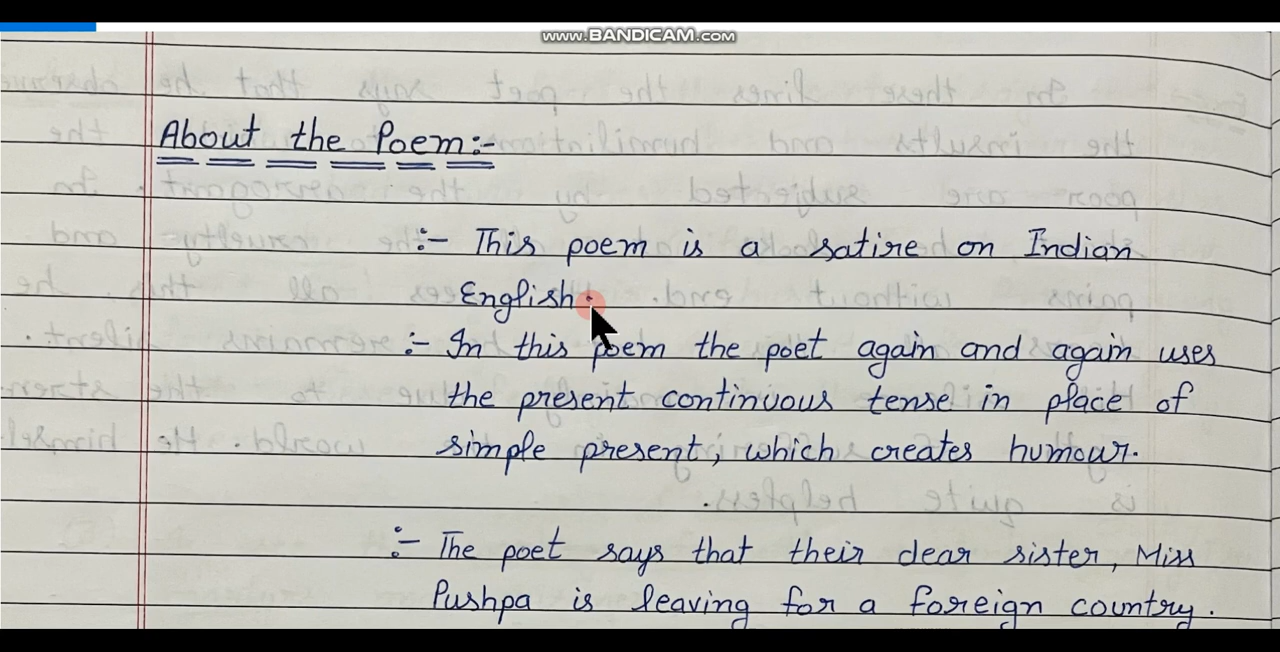 www.BANDICAM.com
About the Poem:-
:- This poem is a satire on Indian
English.
:- In this poem the poet again and again uses
the present continuous tense in place of
simple present, which creates humour.
:- The poet says that their dear sister, Miss
Pushpa is leaving for a foreign country.